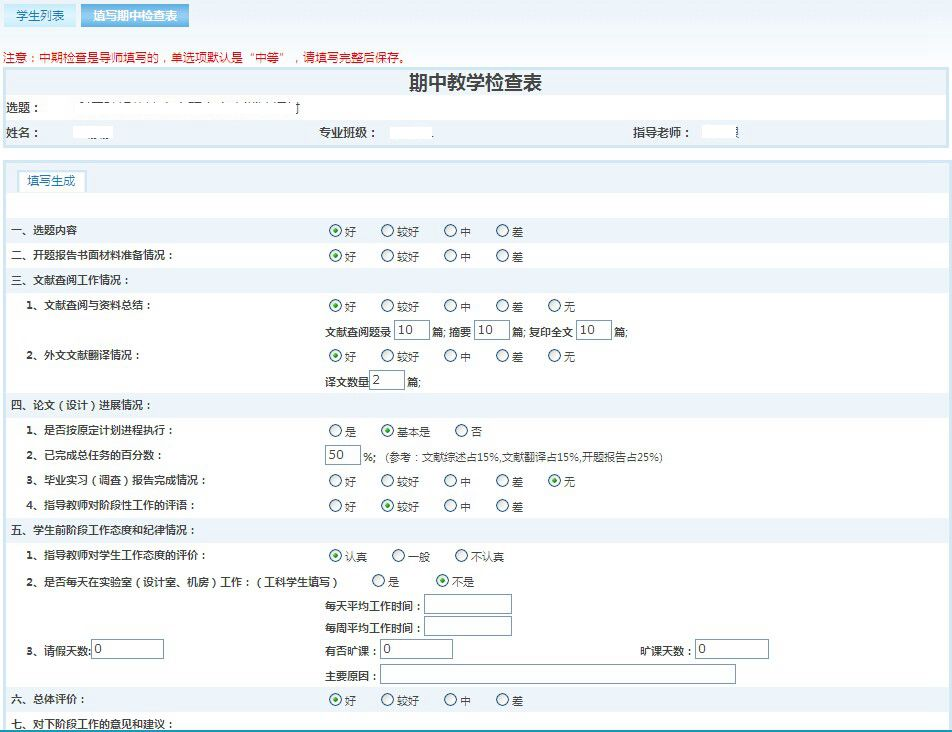 学生列表 填写期中检查表
注意：中期检查是导师填写的，单选项默认是“中等”，请填写完整后保存。
期中教学检查表
选题：
姓名： 专业班级： 指导老师：
填写生成
一、选题内容 好 较好 中 差
二、开题报告书面材料准备情况： 好 较好 中 差
三、文献查阅工作情况：
1、文献查阅与资料总结： 好 较好 中 差 无
文献查阅题录 10 篇; 摘要 10 篇; 复印全文 10 篇;
2、外文文献翻译情况： 好 较好 中 差 无
译文数量 2 篇;
四、论文（设计）进展情况：
1、是否按原定计划进程执行： 是 基本是 否
2、已完成总任务的百分数： 50 %; (参考：文献综述占15%,文献翻译占15%,开题报告占25%)
3、毕业实习（调查）报告完成情况： 好 较好 中 差 无
4、指导教师对阶段性工作的评语： 好 较好 中 差
五、学生前阶段工作态度和纪律情况：
1、指导教师对学生工作态度的评价： 认真 一般 不认真
2、是否每天在实验室（设计室、机房）工作：（工科学生填写） 是 不是
每天平均工作时间：
每周平均工作时间：
3、请假天数: 0 有否旷课： 0 旷课天数： 0
主要原因：
六、总体评价： 好 较好 中 差
七、对下阶段工作的意见和建议：